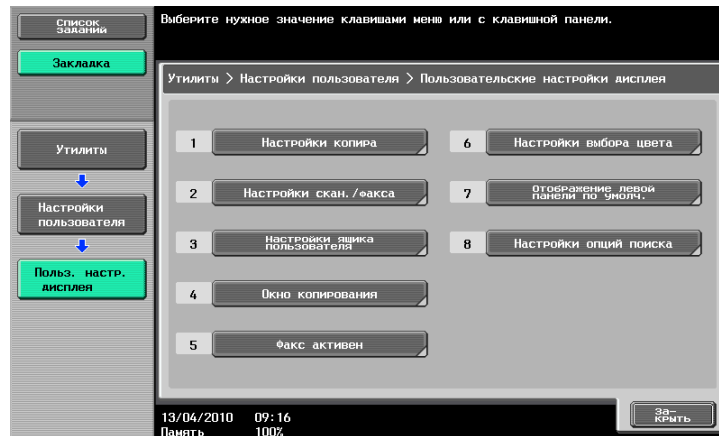 Список
заданий
Закладка
Утилиты
Настройки
пользователя
Польз. настр.
дисплея
Выберите нужное значение клавишами меню или с клавишной панели.
Утилиты > Настройки пользователя > Пользовательские настройки дисплея
1 Настройки копира
2 Настройки скан./факса
3 Настройки ящика
пользователя
4 Окно копирования
5 Факс активен
6 Настройки выбора цвета
7 Отображение левой
панели по умолч.
8 Настройки опций поиска
13/04/2010 09:16
Память 100%
За-
крыть